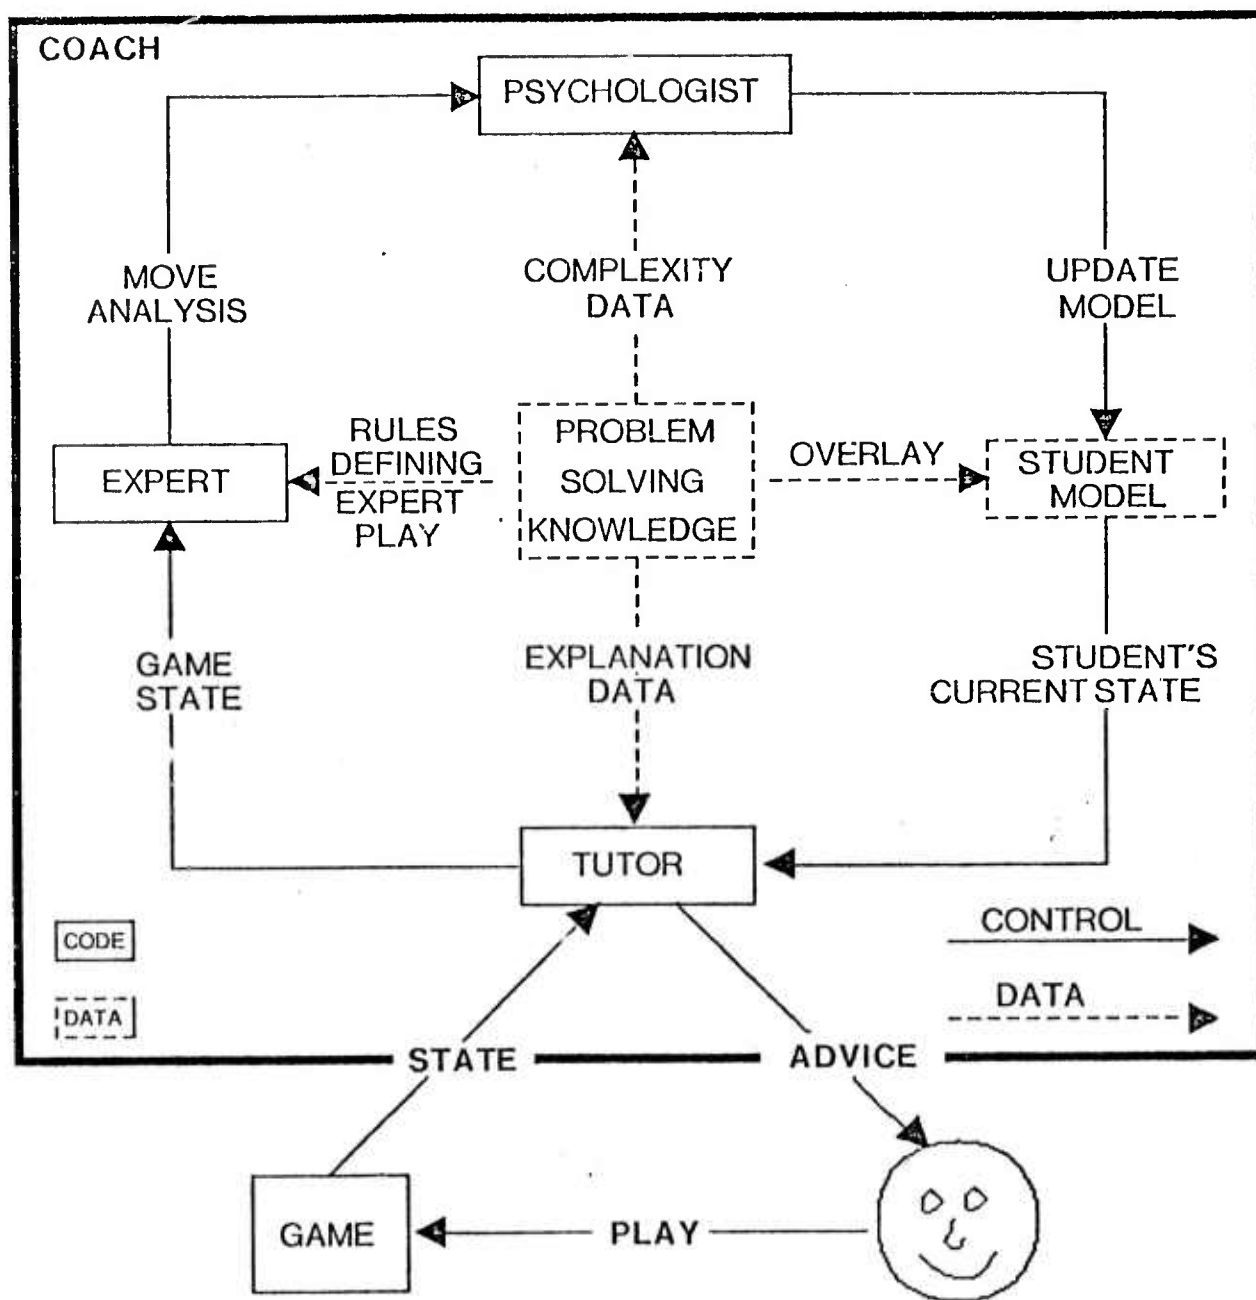 COACH
PSYCHOLOGIST
MOVE
ANALYSIS
COMPLEXITY
DATA
UPDATE
MODEL
EXPERT
RULES
DEFINING
EXPERT
PLAY
PROBLEM
SOLVING
KNOWLEDGE
OVERLAY
STUDENT
MODEL
GAME
STATE
EXPLANATION
DATA
STUDENT'S
CURRENT STATE
TUTOR
CODE
DATA
CONTROL
DATA
STATE
ADVICE
GAME
PLAY